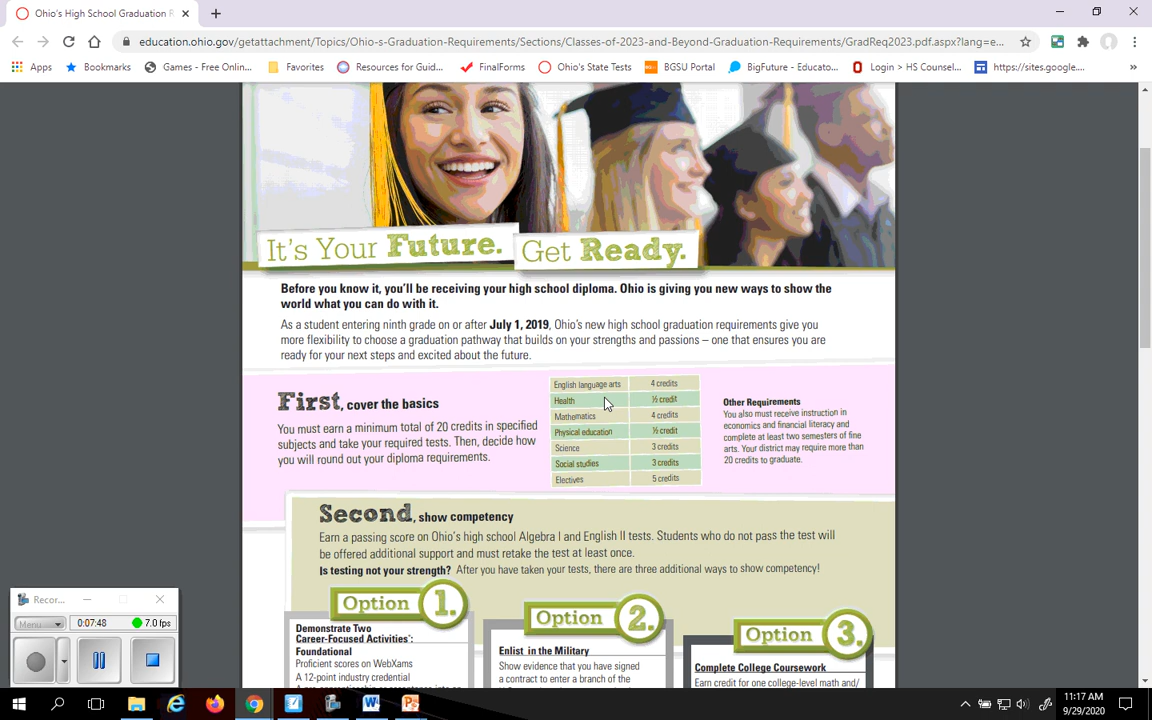 Ohio's High School Graduation R
education.ohio.gov/getattachment/Topics/Ohio-s-Graduation-Requirements/Sections/Classes-of-2023-and-Beyond-Graduation-Requirements/GradReq2023.pdf.aspx?lang=e...
Apps
Bookmarks
Games - Free Onlin...
Favorites
Resources for Guid...
FinalForms
Ohio's State Tests
BGSU Portal
BigFuture - Educato...
Login > HS Counsel...
https://sites.google....
It's Your Future. Get Ready.
Before you know it, you'll be receiving your high school diploma. Ohio is giving you new ways to show the
world what you can do with it.
As a student entering ninth grade on or after July 1, 2019, Ohio's new high school graduation requirements give you
more flexibility to choose a graduation pathway that builds on your strengths and passions – one that ensures you are
ready for your next steps and excited about the future.
First, cover the basics
You must earn a minimum total of 20 credits in specified
subjects and take your required tests. Then, decide how
you will round out your diploma requirements.
English language arts 4 credits
Health ½ credit
Mathematics 4 credits
Physical education ½ credit
Science 3 credits
Social studies 3 credits
Electives 5 credits
Other Requirements
You also must receive instruction in
economics and financial literacy and
complete at least two semesters of fine
arts. Your district may require more than
20 credits to graduate.
Second, show competency
Earn a passing score on Ohio's high school Algebra I and English II tests. Students who do not pass the test will
be offered additional support and must retake the test at least once.
Is testing not your strength? After you have taken your tests, there are three additional ways to show competency!
Option 1.
Demonstrate Two
Career-Focused Activities*:
Foundational
Proficient scores on WebXams
A 12-point industry credential
Option 2.
Enlist in the Military
Show evidence that you have signed
a contract to enter a branch of the
Option 3.
Complete College Coursework
Earn credit for one college-level math and/
Recor...
Menu
0:07:48
7.0 fps
11:17 AM
9/29/2020